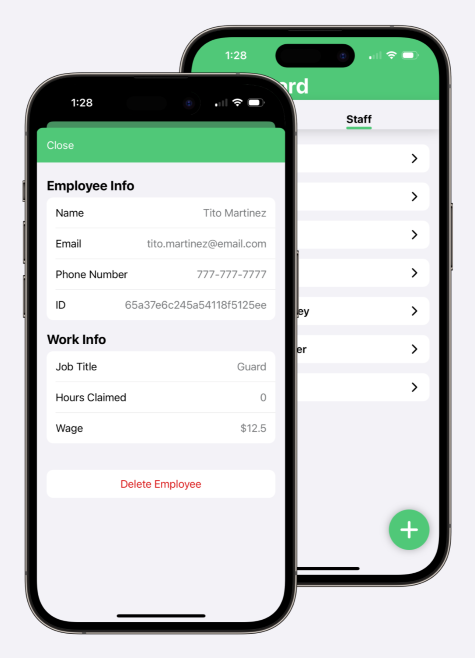 1:28
Close
Employee Info
Name Tito Martinez
Email tito.martinez@email.com
Phone Number 777-777-7777
ID 65a37e6c245a54118f5125ee
Work Info
Job Title Guard
Hours Claimed 0
Wage $12.5
Delete Employee
1:28
ord
Staff
ey
er
+